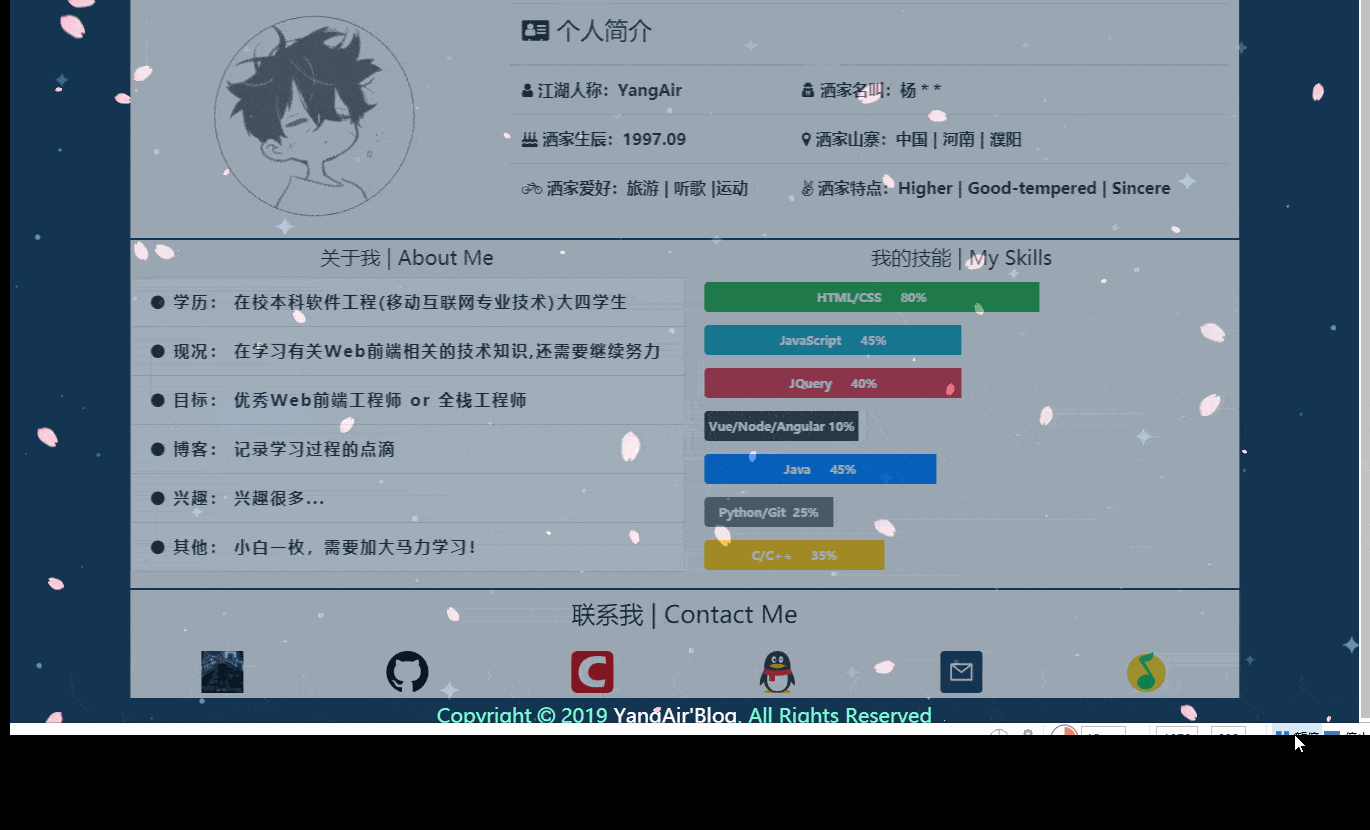 个人简介
江湖人称：YangAir
洒家名叫：杨 * *
洒家生辰：1997.09
洒家山寨：中国 | 河南 | 濮阳
洒家爱好：旅游 | 听歌 |运动
洒家特点：Higher | Good-tempered | Sincere
关于我 | About Me
● 学历： 在校本科软件工程(移动互联网专业技术)大四学生
● 现况： 在学习有关Web前端相关的技术知识,还需要继续努力
● 目标： 优秀Web前端工程师 or 全栈工程师
● 博客： 记录学习过程的点滴
● 兴趣： 兴趣很多...
● 其他： 小白一枚，需要加大马力学习！
我的技能 | My Skills
HTML/CSS 80%
JavaScript 45%
JQuery 40%
Vue/Node/Angular 10%
Java 45%
Python/Git 25%
C/C++ 35%
联系我 | Contact Me
Copyright © 2019 YangAir'Blog. All Rights Reserved